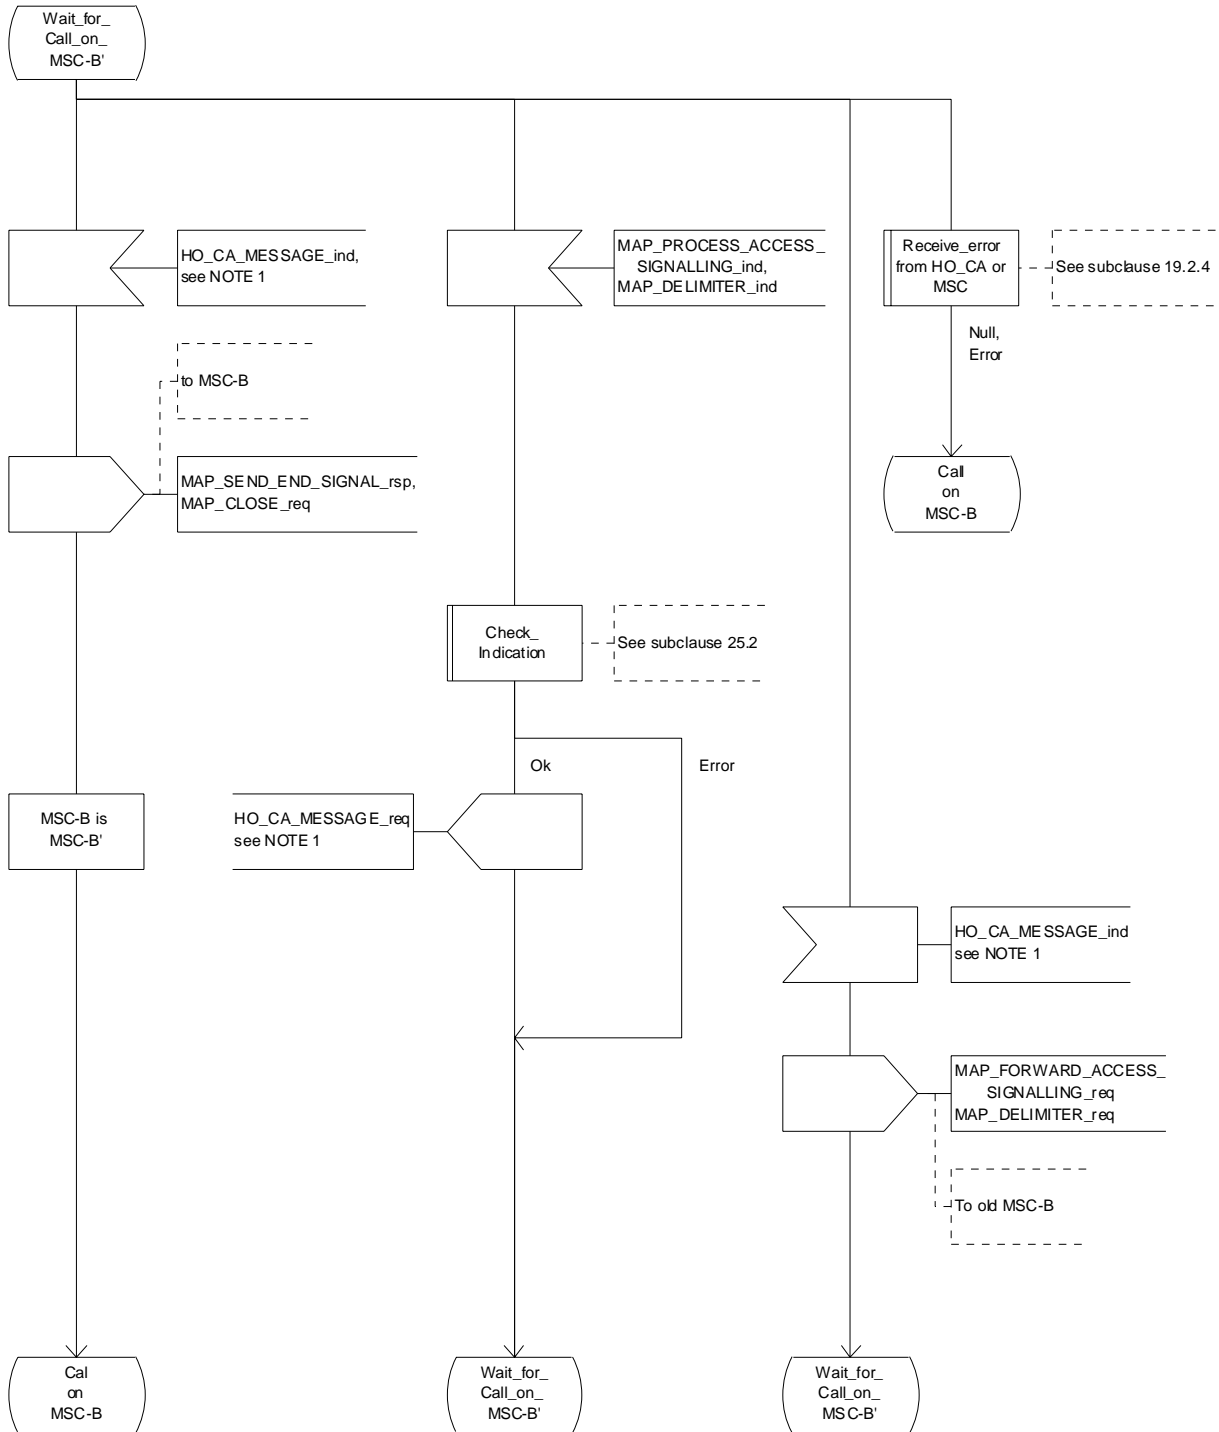 Wait_for_
Call_on_
MSC-B'
HO_CA_MESSAGE_ind,
see NOTE 1
MAP_PROCESS_ACCESS_
SIGNALLING_ind,
MAP_DELIMITER_ind
Receive_error
from HO_CA or
MSC
See subclause 19.2.4
Null,
Error
to MSC-B
MAP_SEND_END_SIGNAL_rsp,
MAP_CLOSE_req
Call
on
MSC-B
Check_
Indication
See subclause 25.2
Ok
Error
MSC-B is
MSC-B'
HO_CA_MESSAGE_req
see NOTE 1
HO_CA_MESSAGE_ind
see NOTE 1
MAP_FORWARD_ACCESS_
SIGNALLING_req
MAP_DELIMITER_req
To old MSC-B
Cal
on
MSC-B
Wait_for_
Call_on_
MSC-B'
Wait_for_
Call_on_
MSC-B'